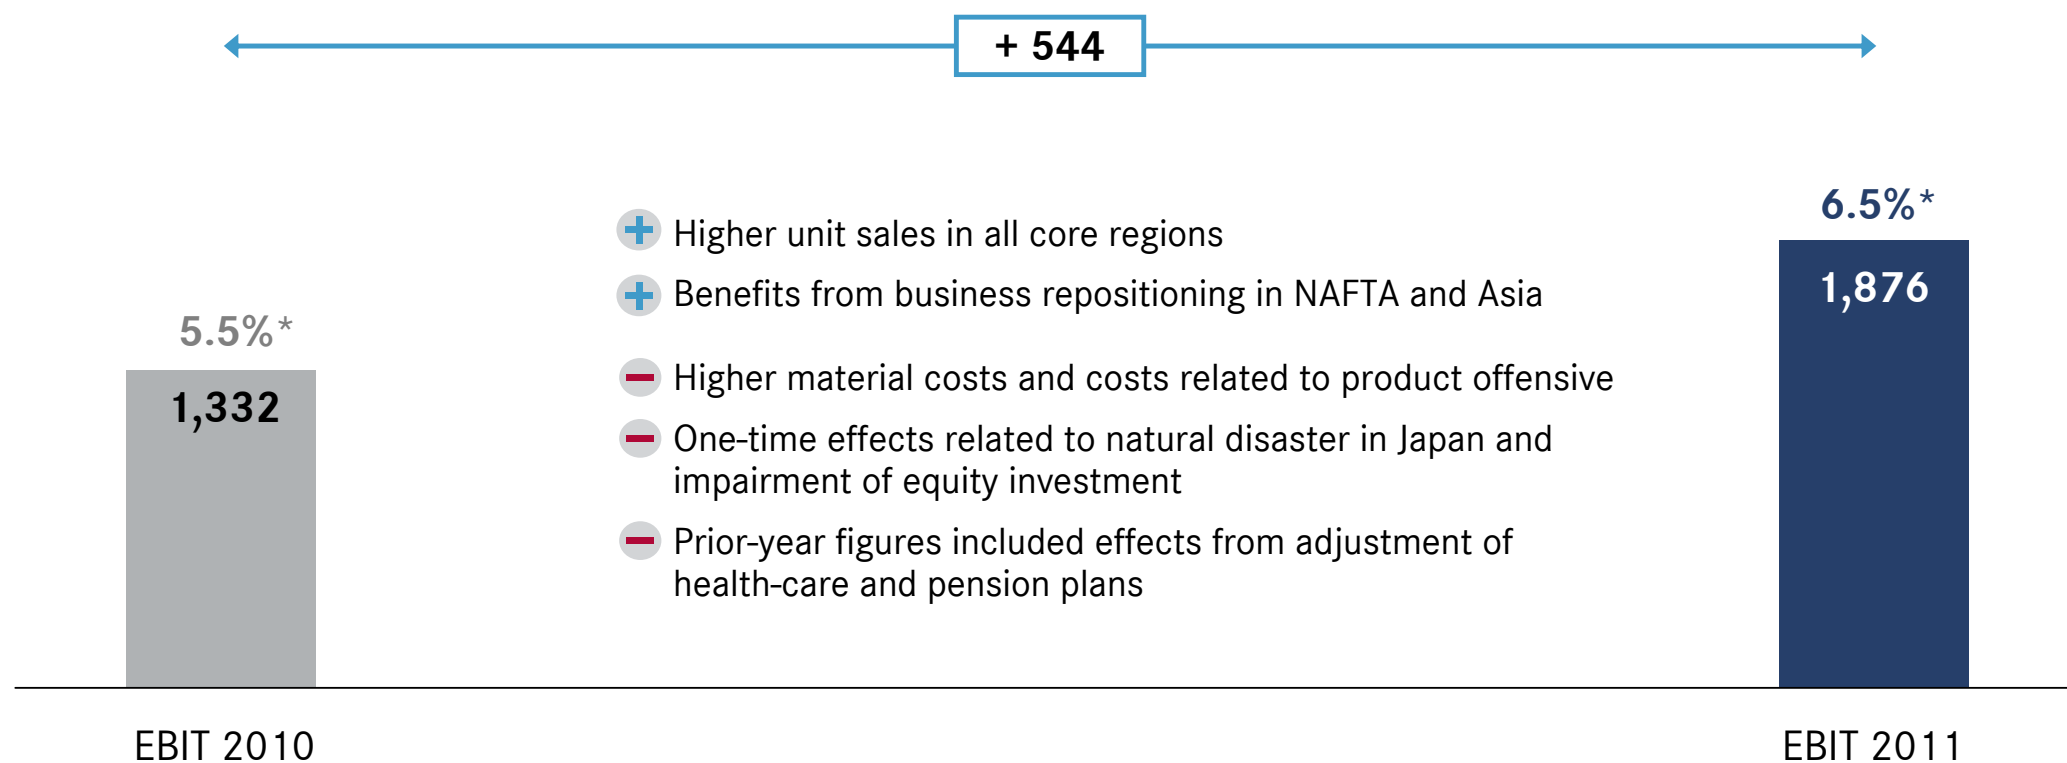 + 544
6.5%*
1,876
5.5%*
1,332
Higher unit sales in all core regions
Benefits from business repositioning in NAFTA and Asia
Higher material costs and costs related to product offensive
One-time effects related to natural disaster in Japan and
impairment of equity investment
Prior-year figures included effects from adjustment of
health-care and pension plans
EBIT 2010
EBIT 2011